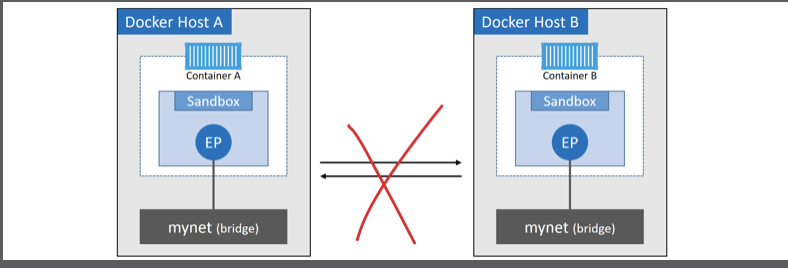 Docker Host A
Container A
Sandbox
EP
mynet (bridge)
Docker Host B
Container B
Sandbox
EP
mynet (bridge)